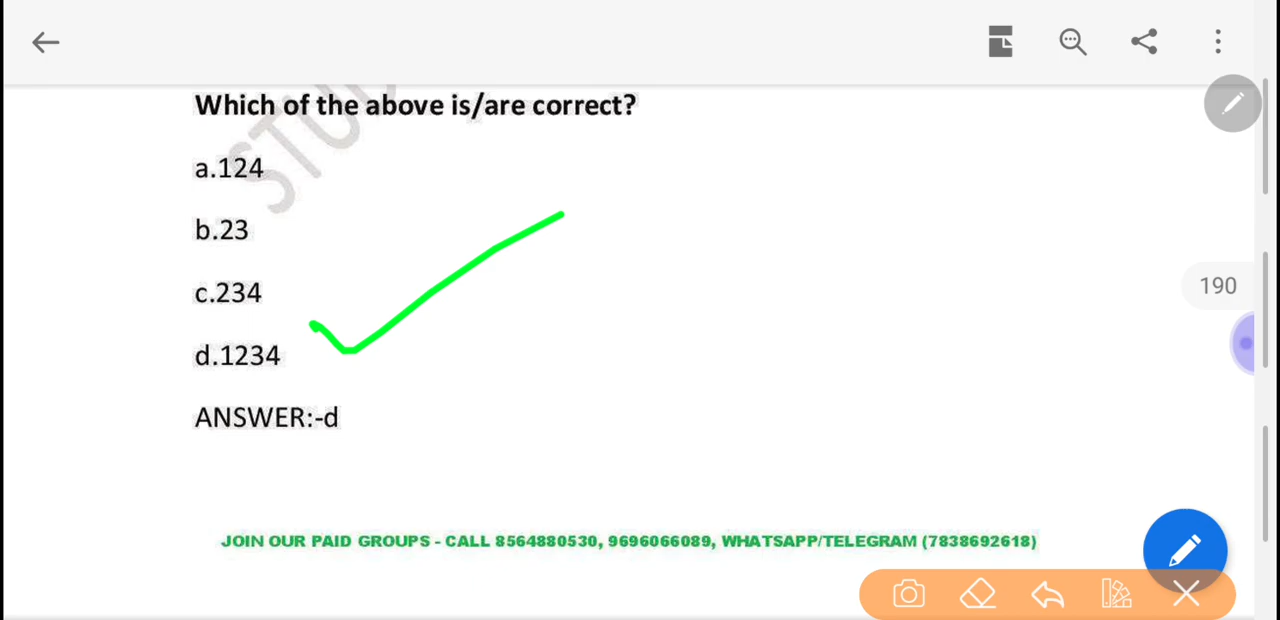 Which of the above is/are correct?
a.124
b.23
c.234
190
d.1234
ANSWER:-d
JOIN OUR PAID GROUPS - CALL 8564880530, 9696066089, WHATSAPP/TELEGRAM (7838692618)